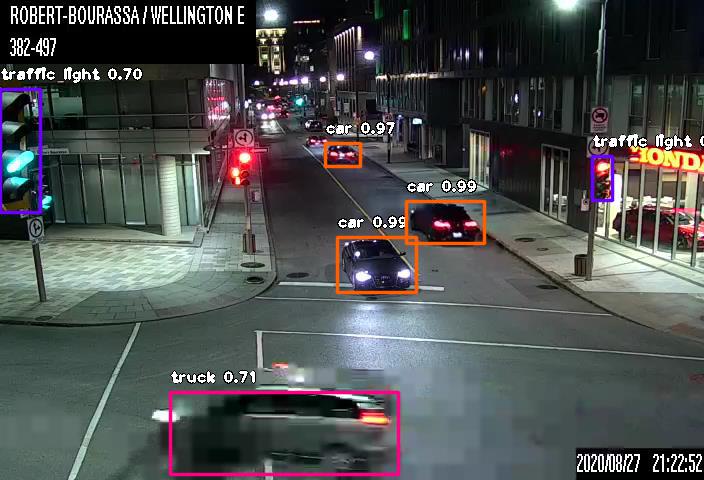 ROBERT-BOURASSA / WELLINGTON E
382-497
traffic_light 0.70
car 0.97
traffic_light
car 0.99
HONDA
car 0.99
truck 0.71
2020/08/27 21:22:52